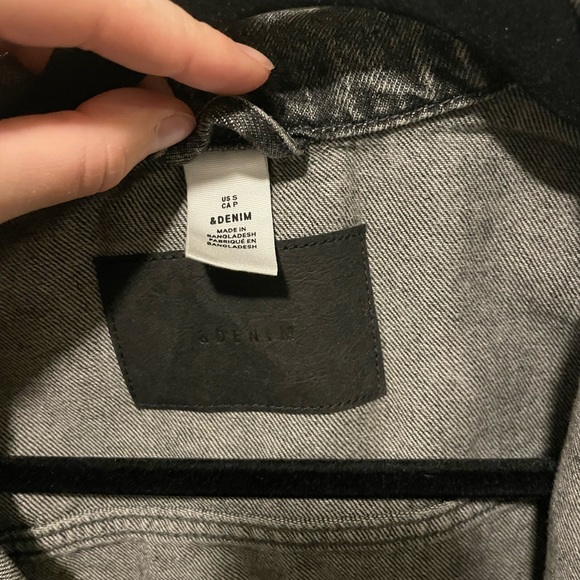 US S
CA P
&DENIM
MADE IN
BANGLADESH
FABRIQUÉ EN
BANGLADESH
&DENIM